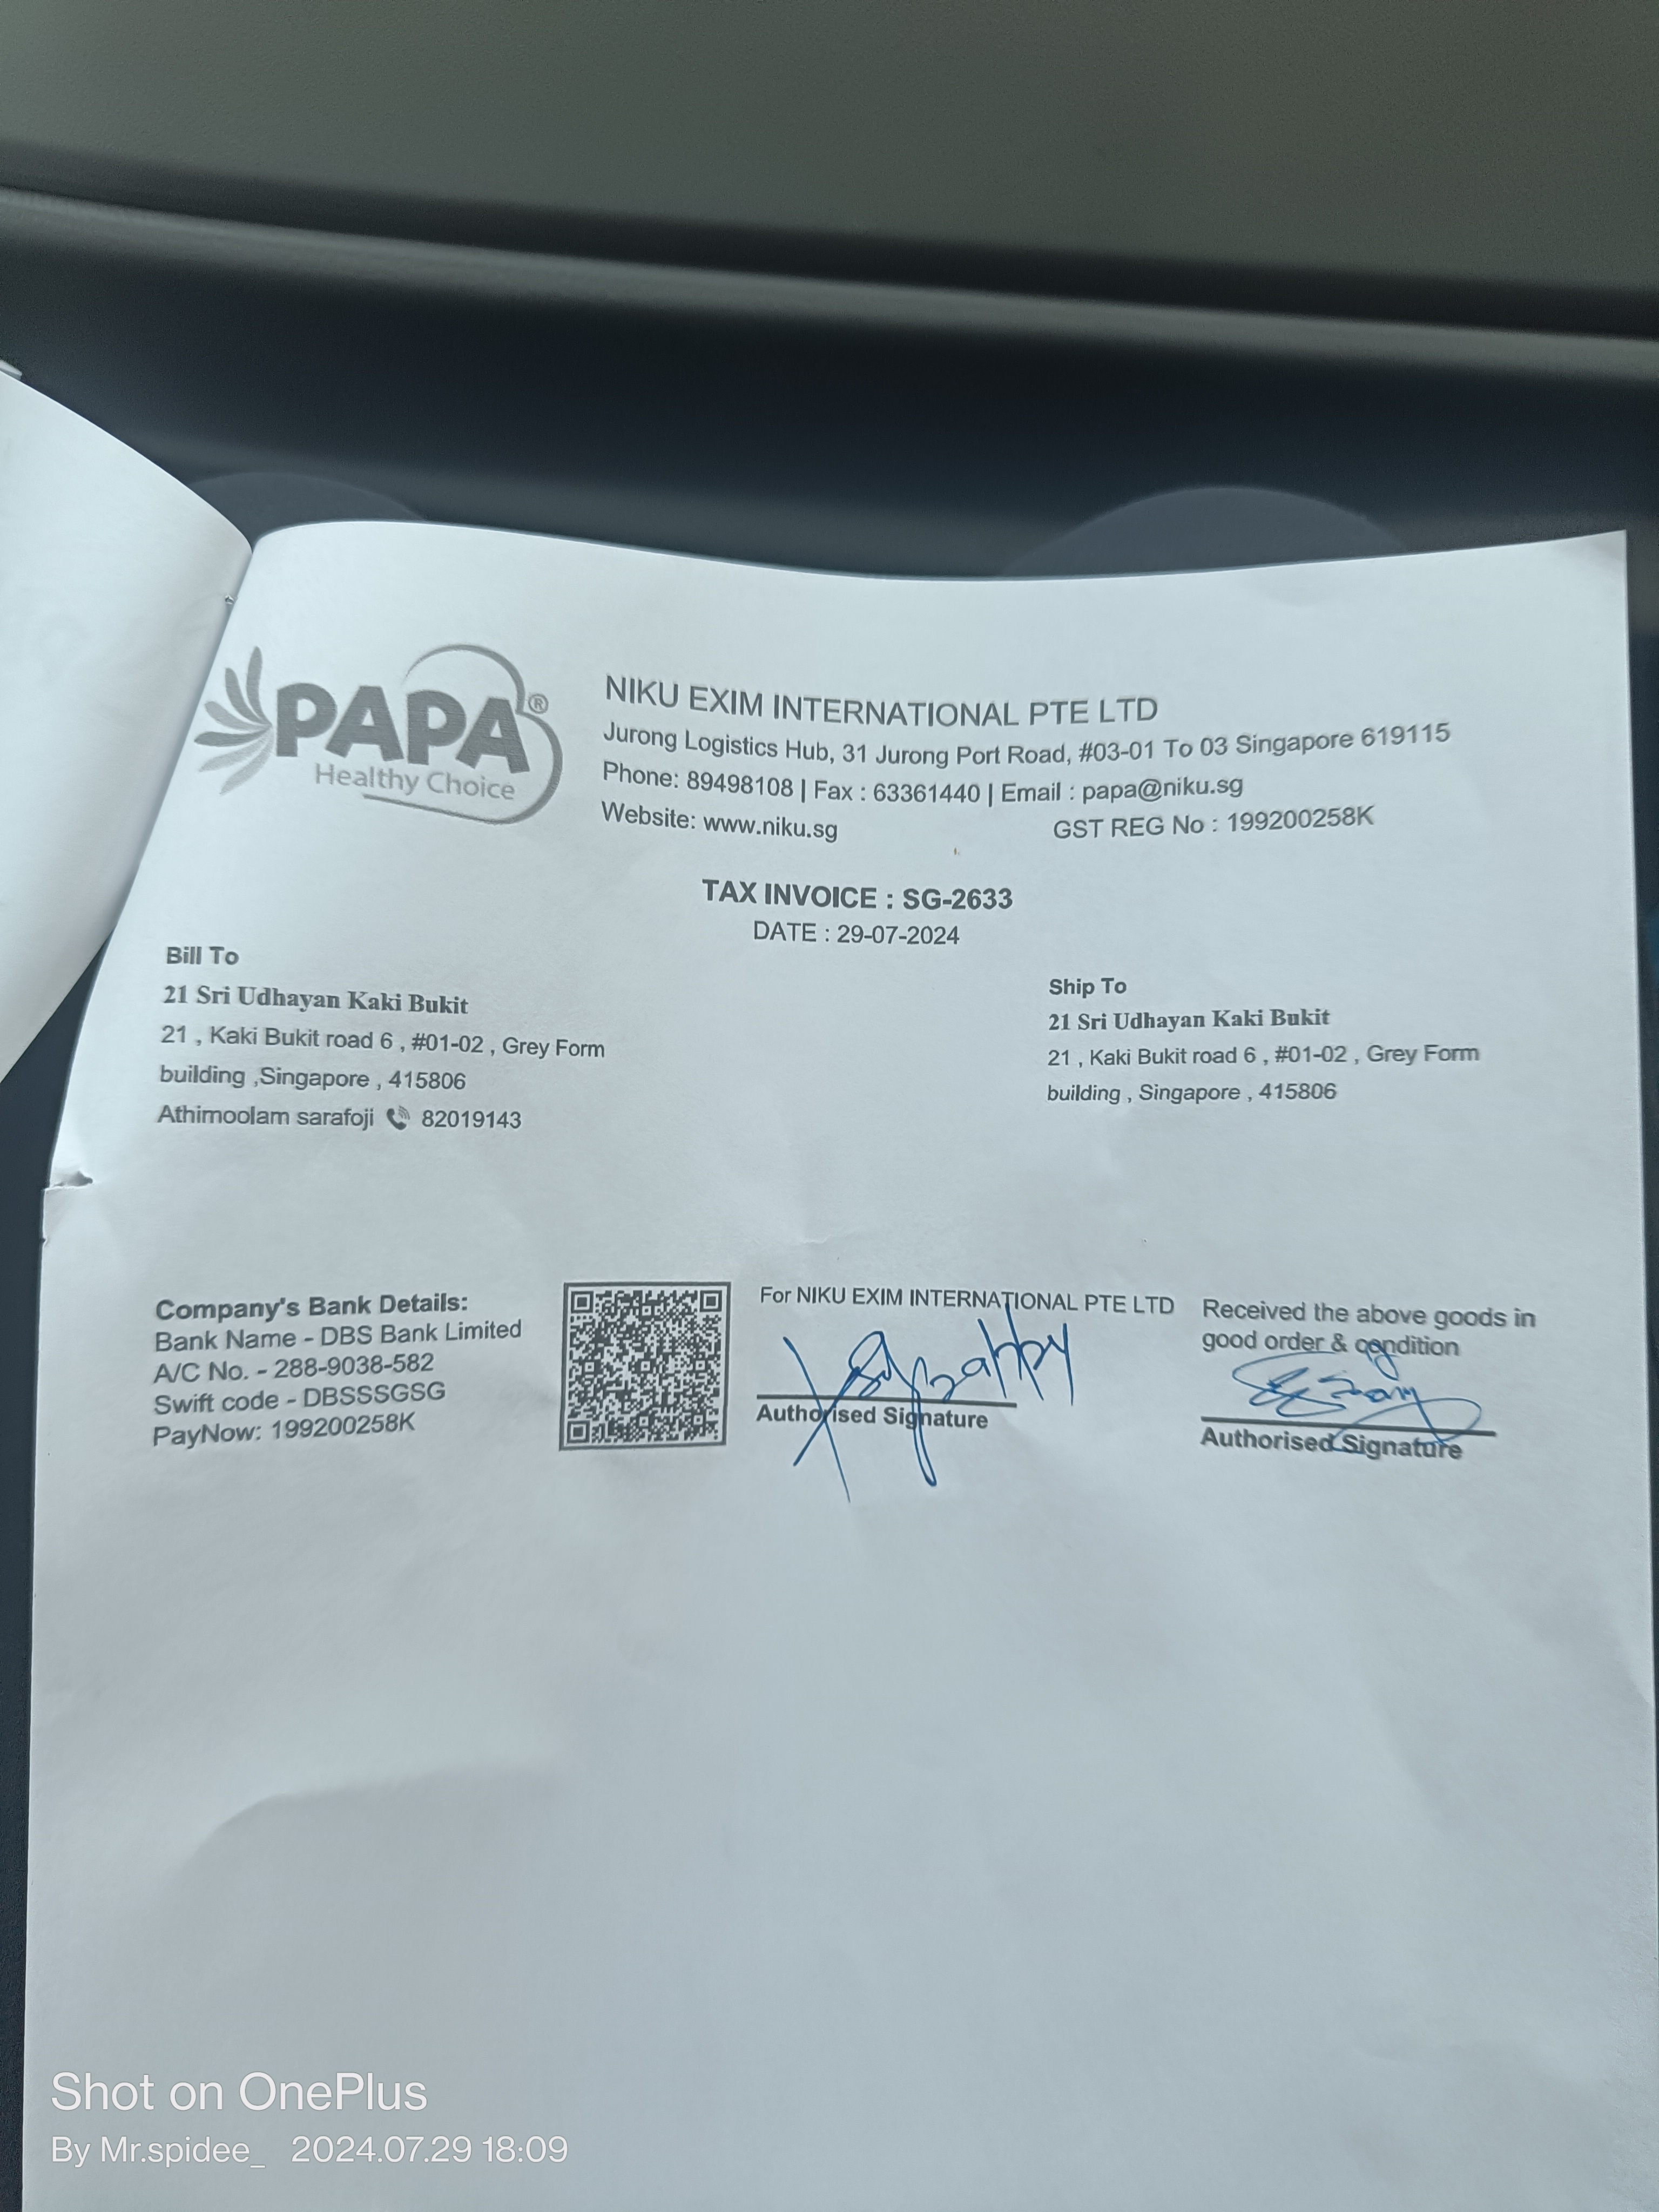 PAPA®
Healthy Choice
NIKU EXIM INTERNATIONAL PTE LTD
Jurong Logistics Hub, 31 Jurong Port Road, #03-01 To 03 Singapore 619115
Phone: 89498108 | Fax : 63361440 | Email : papa@niku.sg
Website: www.niku.sg GST REG No : 199200258K
TAX INVOICE : SG-2633
DATE : 29-07-2024
Bill To
21 Sri Udhayan Kaki Bukit
21 , Kaki Bukit road 6 , #01-02 , Grey Form
building ,Singapore , 415806
Athimoolam sarafoji 82019143
Ship To
21 Sri Udhayan Kaki Bukit
21 , Kaki Bukit road 6 , #01-02 , Grey Form
building , Singapore , 415806
Company's Bank Details:
Bank Name - DBS Bank Limited
A/C No. - 288-9038-582
Swift code - DBSSSGSG
PayNow: 199200258K
For NIKU EXIM INTERNATIONAL PTE LTD
Authorised Signature
Received the above goods in
good order & condition
Authorised Signature
Shot on OnePlus
By Mr.spidee_ 2024.07.29 18:09